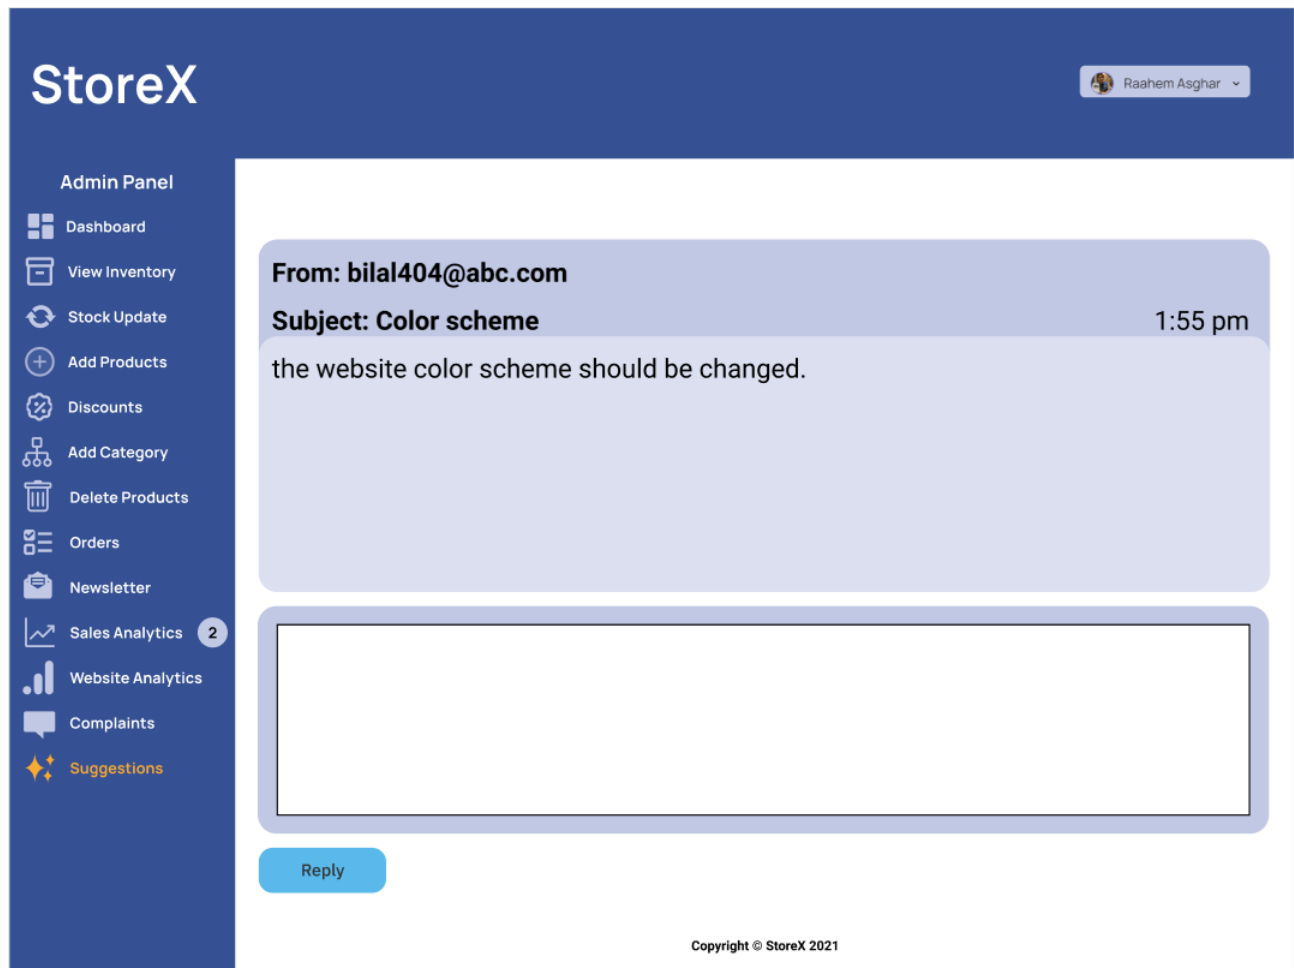 StoreX
Raahem Asghar
Admin Panel
Dashboard
View Inventory
Stock Update
Add Products
Discounts
Add Category
Delete Products
Orders
Newsletter
Sales Analytics 2
Website Analytics
Complaints
Suggestions
From: bilal404@abc.com
Subject: Color scheme 1:55 pm
the website color scheme should be changed.
Reply
Copyright © StoreX 2021